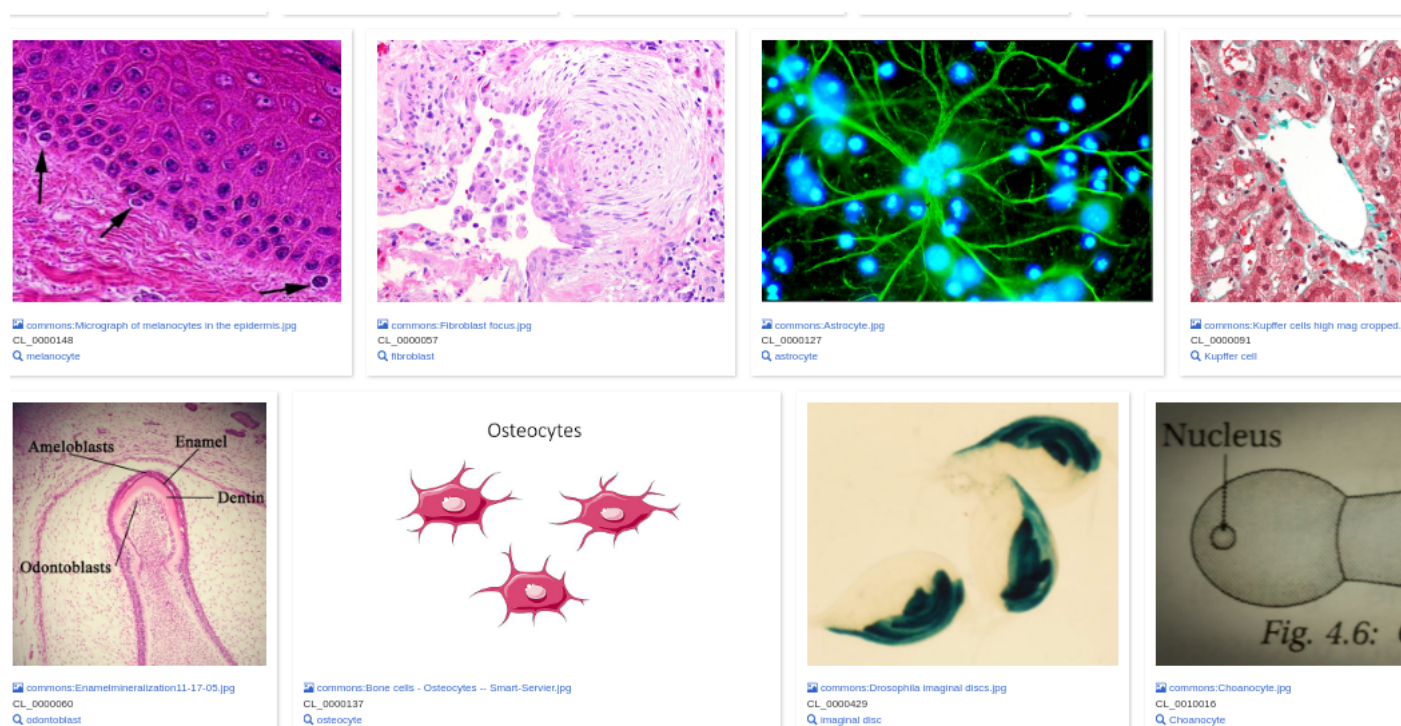 commons:Micrograph of melanocytes in the epidermis.jpg
CL_0000148
melanocyte
commons:Fibroblast focus.jpg
CL_0000057
fibroblast
commons:Astrocyte.jpg
CL_0000127
astrocyte
commons:Kupffer cells high mag cropped.
CL_0000091
Kupffer cell
Ameloblasts
Enamel
Dentin
Odontoblasts
commons:Enamelmineralization11-17-05.jpg
CL_0000060
odontoblast
Osteocytes
commons:Bone cells - Osteocytes -- Smart-Servier.jpg
CL_0000137
osteocyte
commons:Drosophila imaginal discs.jpg
CL_0000429
imaginal disc
Nucleus
Fig. 4.6:
commons:Choanocyte.jpg
CL_0010016
Choanocyte